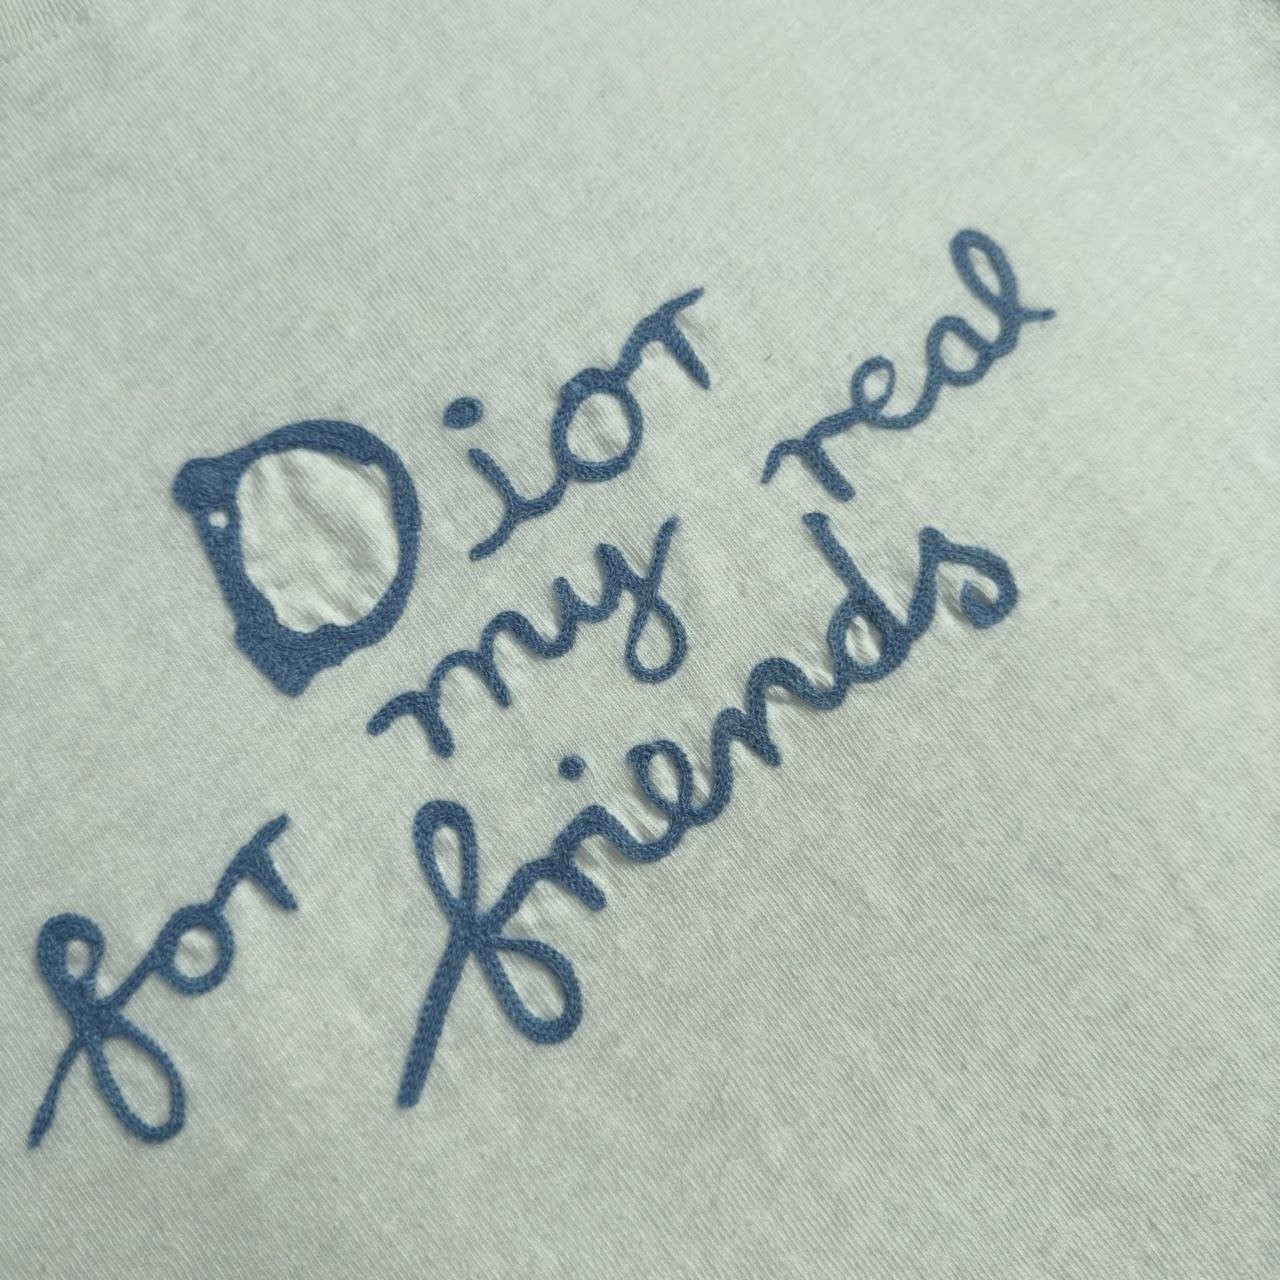 Dior
for my real
friends